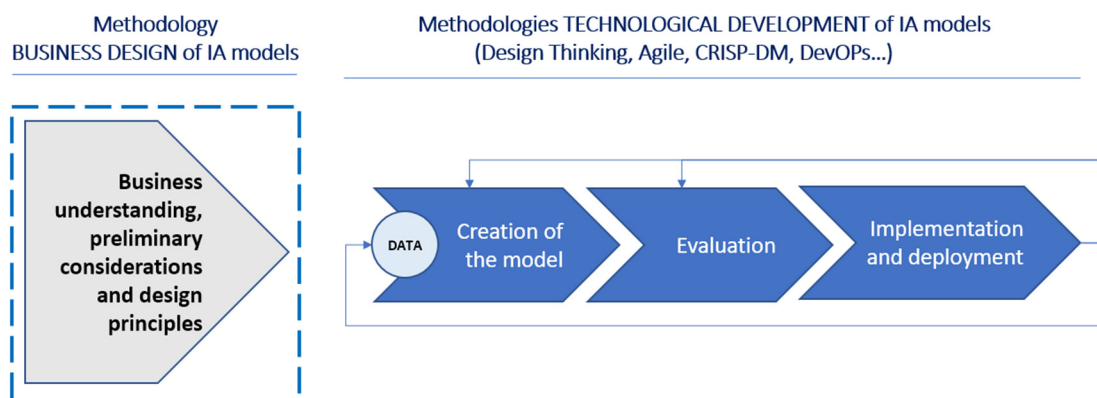 Methodology
BUSINESS DESIGN of IA models
Methodologies TECHNOLOGICAL DEVELOPMENT of IA models
(Design Thinking, Agile, CRISP-DM, DevOPs...)
Business
understanding,
preliminary
considerations
and design
principles
DATA
Creation of
the model
Evaluation
Implementation
and deployment